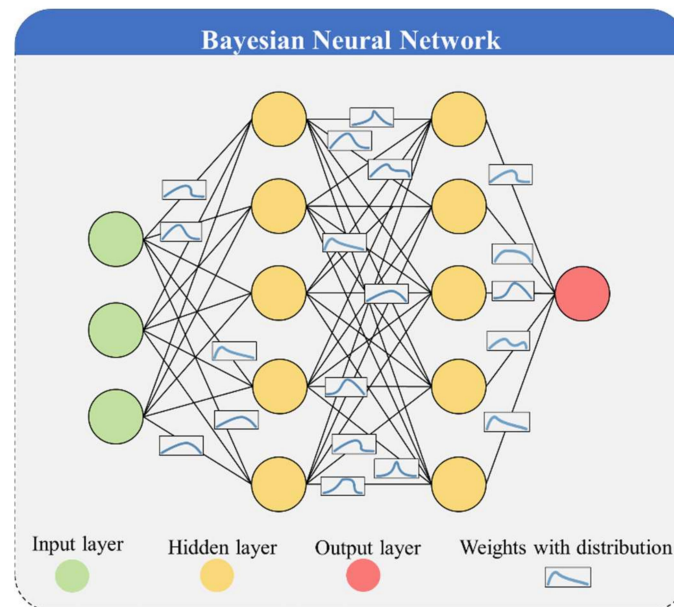 Bayesian Neural Network
Input layer
Hidden layer
Output layer
Weights with distribution